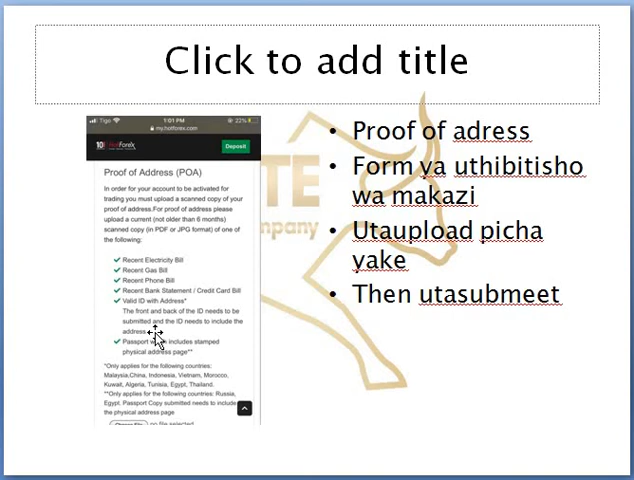 Click to add title
Tigo 1:01 PM 22%
my.hotforex.com
10 HotForex Deposit
Proof of Address (POA)
In order for your account to be activated for
trading you must upload a scanned copy of your
proof of address.For proof of address please
upload a current (not older than 6 months)
scanned copy (in PDF or JPG format) of one of
the following:
Recent Electricity Bill
Recent Gas Bill
Recent Phone Bill
Recent Bank Statement / Credit Card Bill
Valid ID with Address*
The front and back of the ID needs to be
submitted and the ID needs to include the
address
Passport includes stamped
physical address page**
*Only applies for the following countries:
Malaysia,China, Indonesia, Vietnam, Morocco,
Kuwait, Algeria, Tunisia, Egypt, Thailand.
**Only applies for the following countries: Russia,
Egypt. Passport Copy submitted needs to include
the physical address page
no file selected
• Proof of adress
• Form ya uthibitisho
wa makazi
• Utaupload picha
yake
• Then utasubmeet
TE
mpany